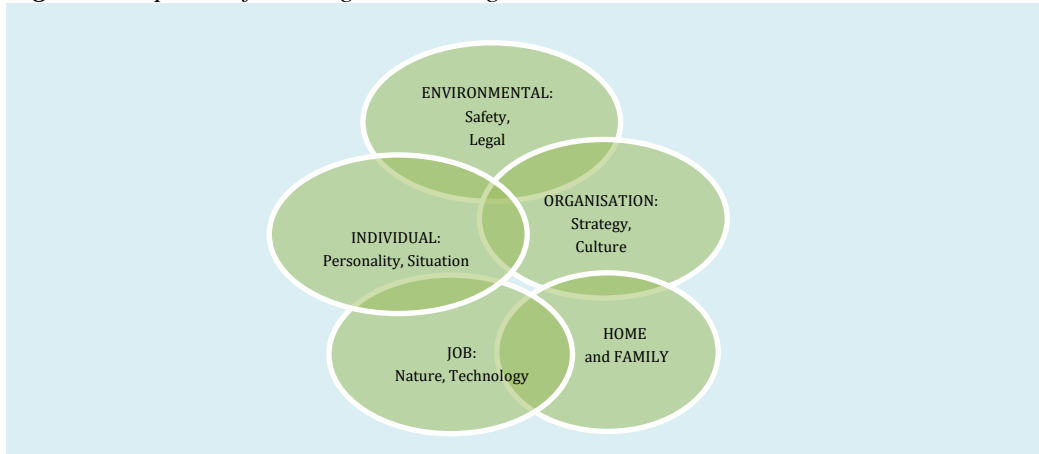 ENVIRONMENTAL:
Safety,
Legal
ORGANISATION:
Strategy,
Culture
INDIVIDUAL:
Personality, Situation
HOME
and FAMILY
JOB:
Nature, Technology